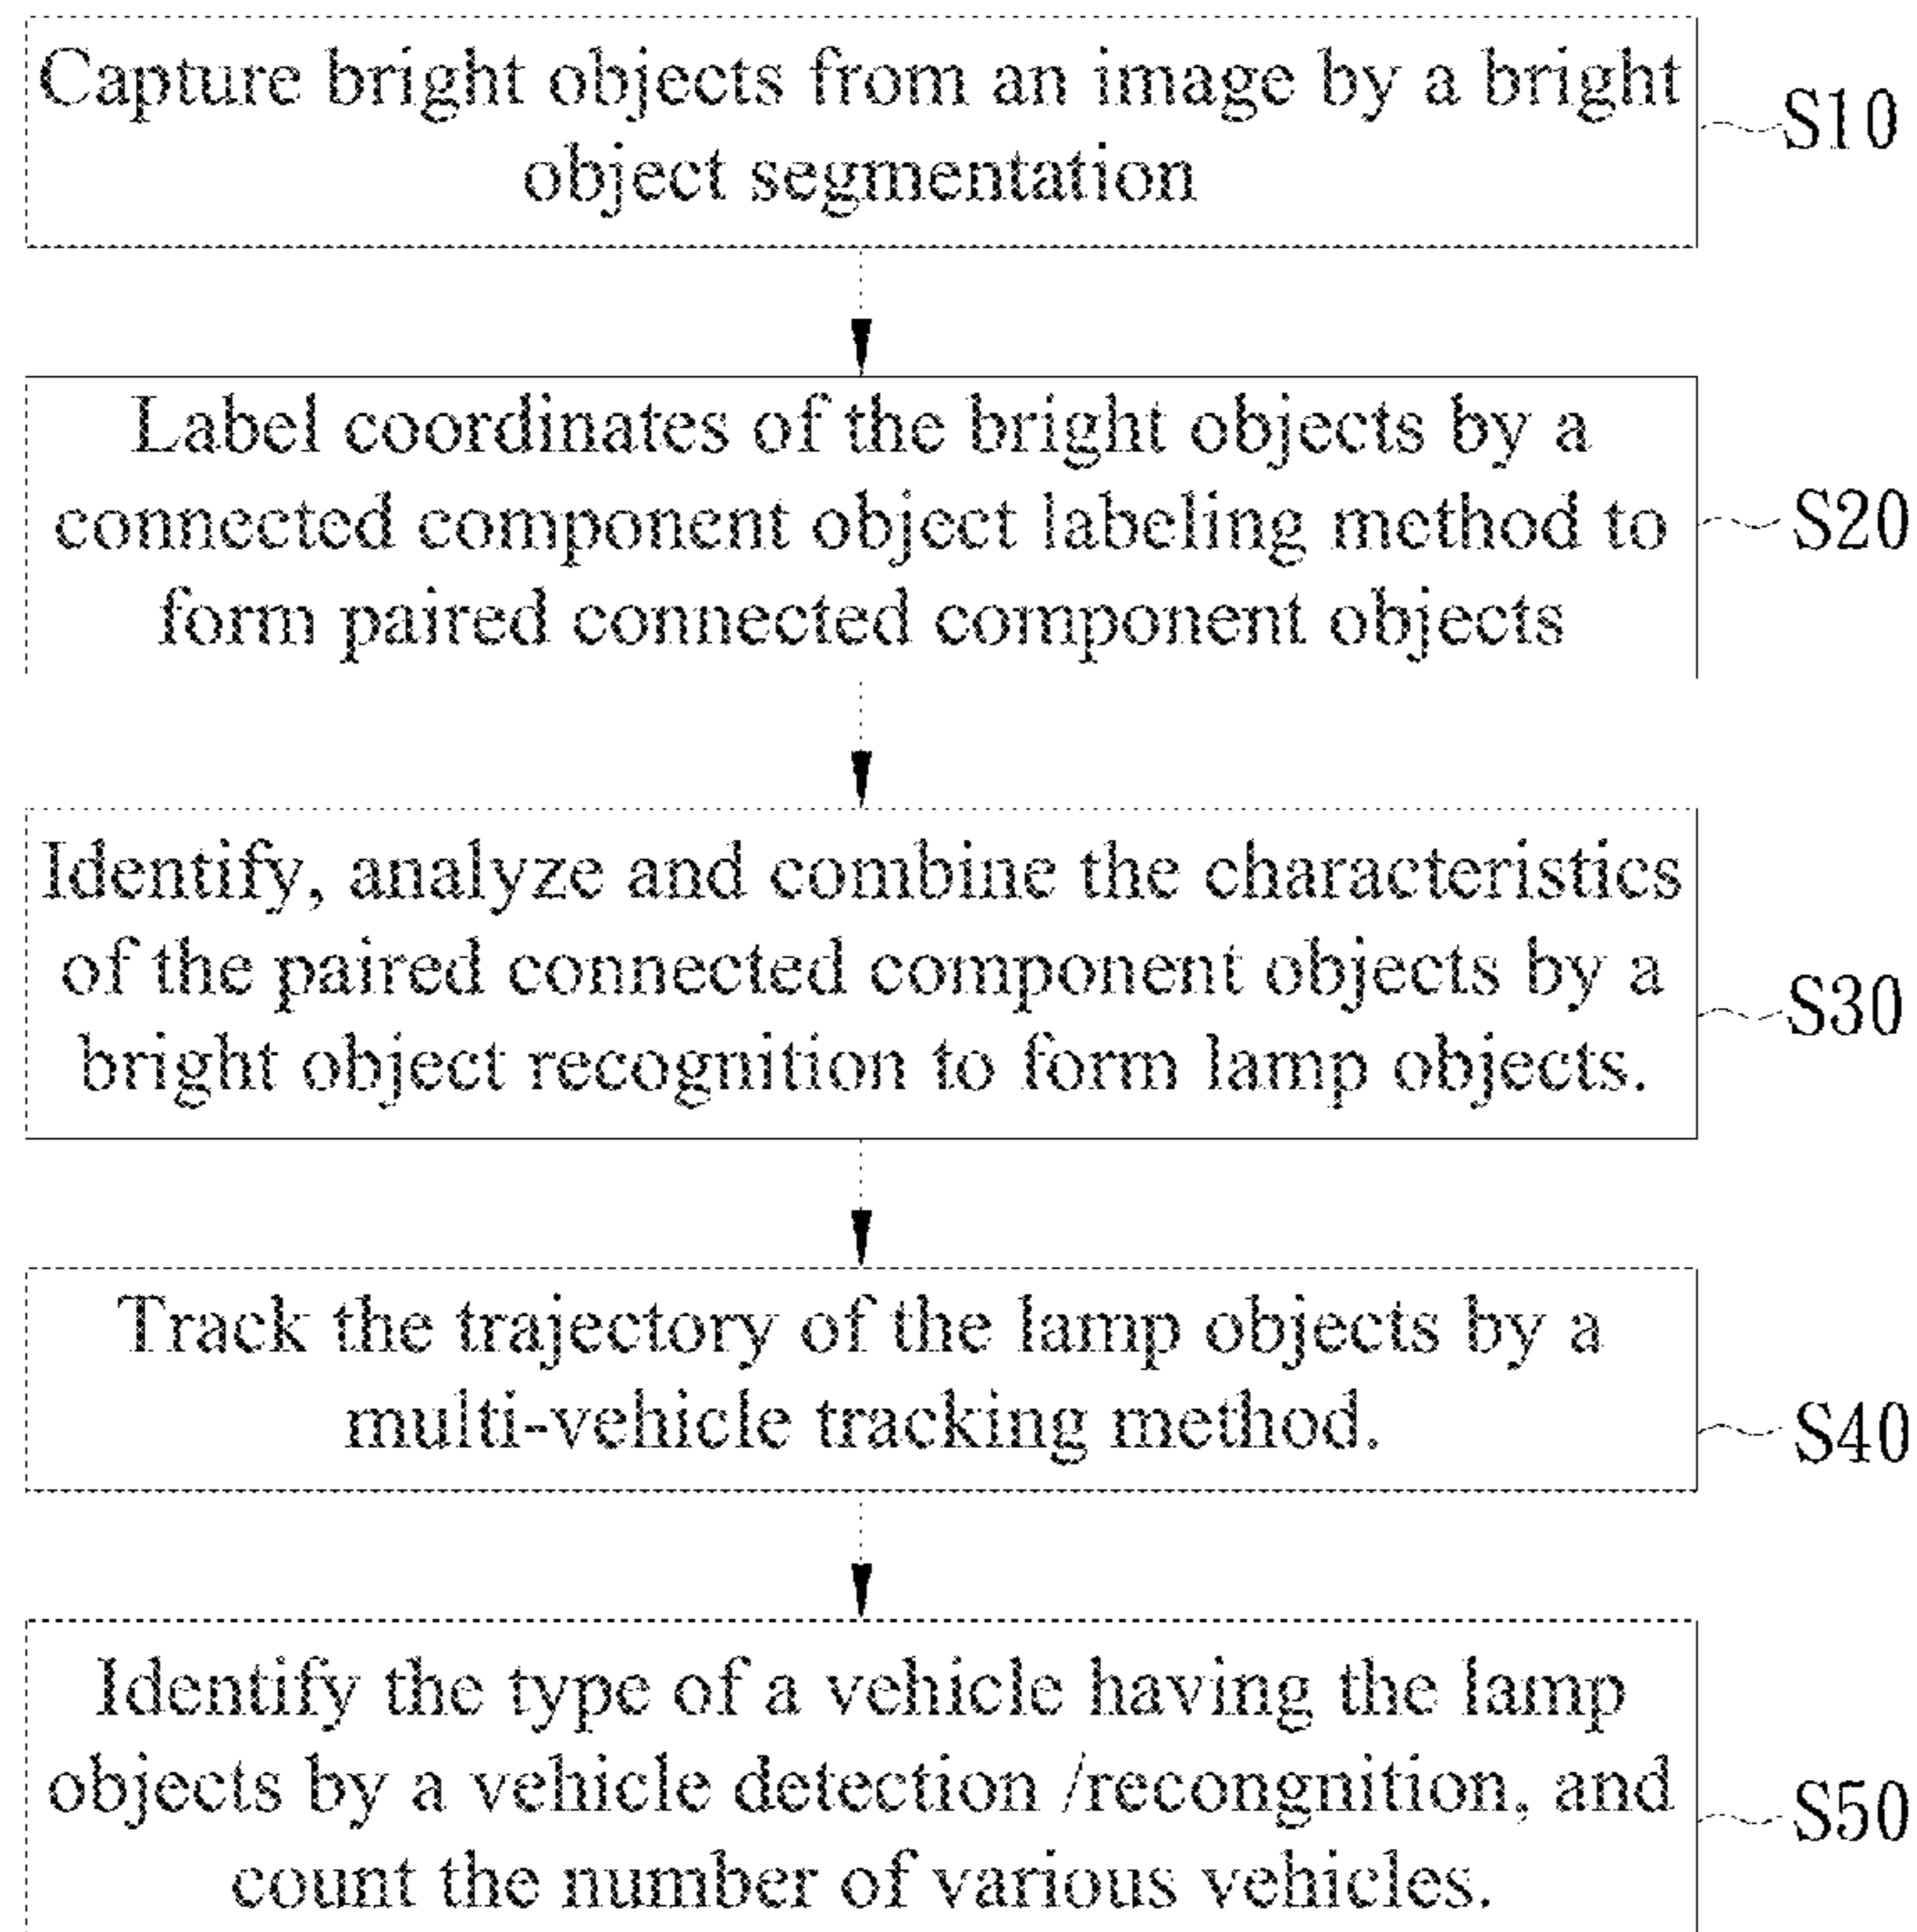 Capture bright objects from an image by a bright
object segmentation
S10
Label coordinates of the bright objects by a
connected component object labeling method to
form paired connected component objects
S20
Identify, analyze and combine the characteristics
of the paired connected component objects by a
bright object recognition to form lamp objects.
S30
Track the trajectory of the lamp objects by a
multi-vehicle tracking method.
S40
Identify the type of a vehicle having the lamp
objects by a vehicle detection /recongnition, and
count the number of various vehicles.
S50